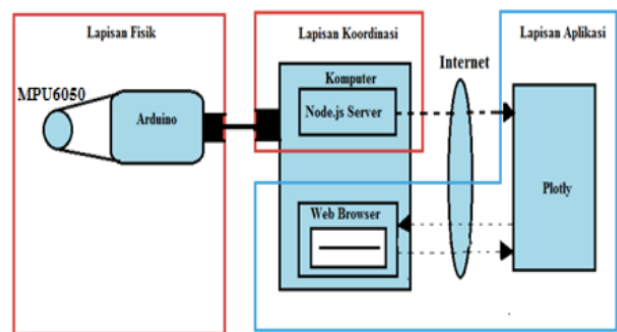 Lapisan Fisik
Lapisan Koordinasi
Lapisan Aplikasi
MPU6050
Arduino
Komputer
Node.js Server
Internet
Plotly
Web Browser